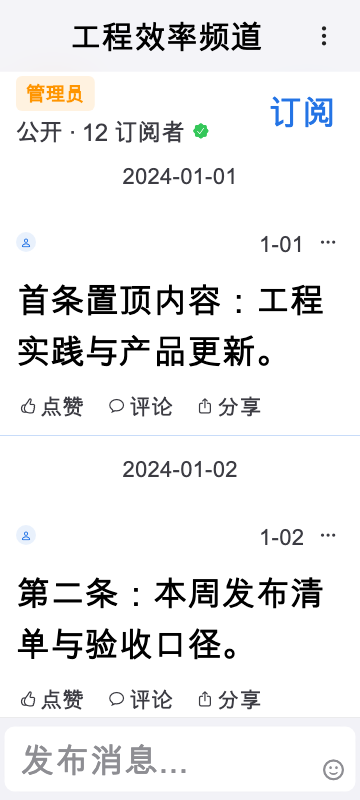 工程效率频道
管理员
公开 · 12 订阅者
订阅
2024-01-01
1-01
首条置顶内容：工程
实践与产品更新。
点赞 评论 分享
2024-01-02
1-02
第二条：本周发布清
单与验收口径。
点赞 评论 分享
发布消息...